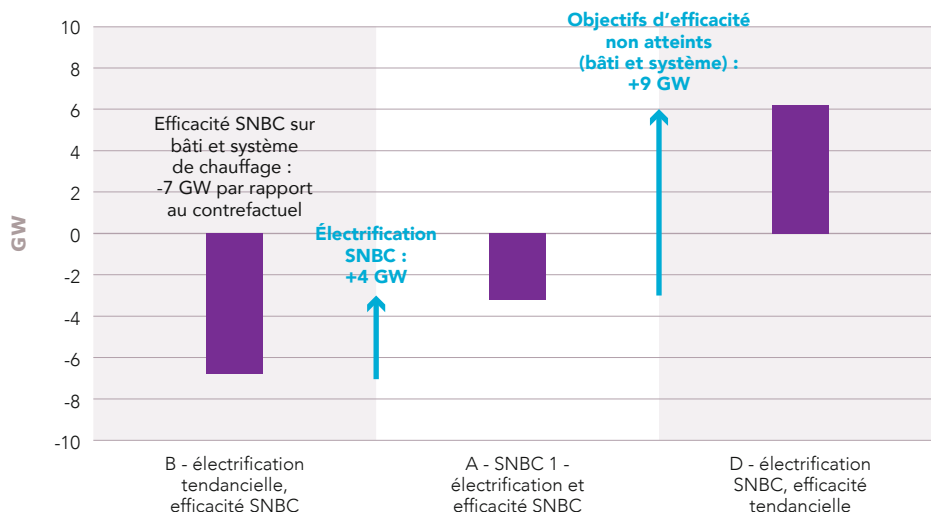 10
8
6
4
2
0
-2
-4
-6
-8
-10
GW
Efficacité SNBC sur
bâti et système
de chauffage :
-7 GW par rapport
au contrefactuel
Électrification
SNBC :
+4 GW
Objectifs d'efficacité
non atteints
(bâti et système) :
+9 GW
B - électrification
tendancielle,
efficacité SNBC
A - SNBC 1 -
électrification et
efficacité SNBC
D - électrification
SNBC, efficacité
tendancielle